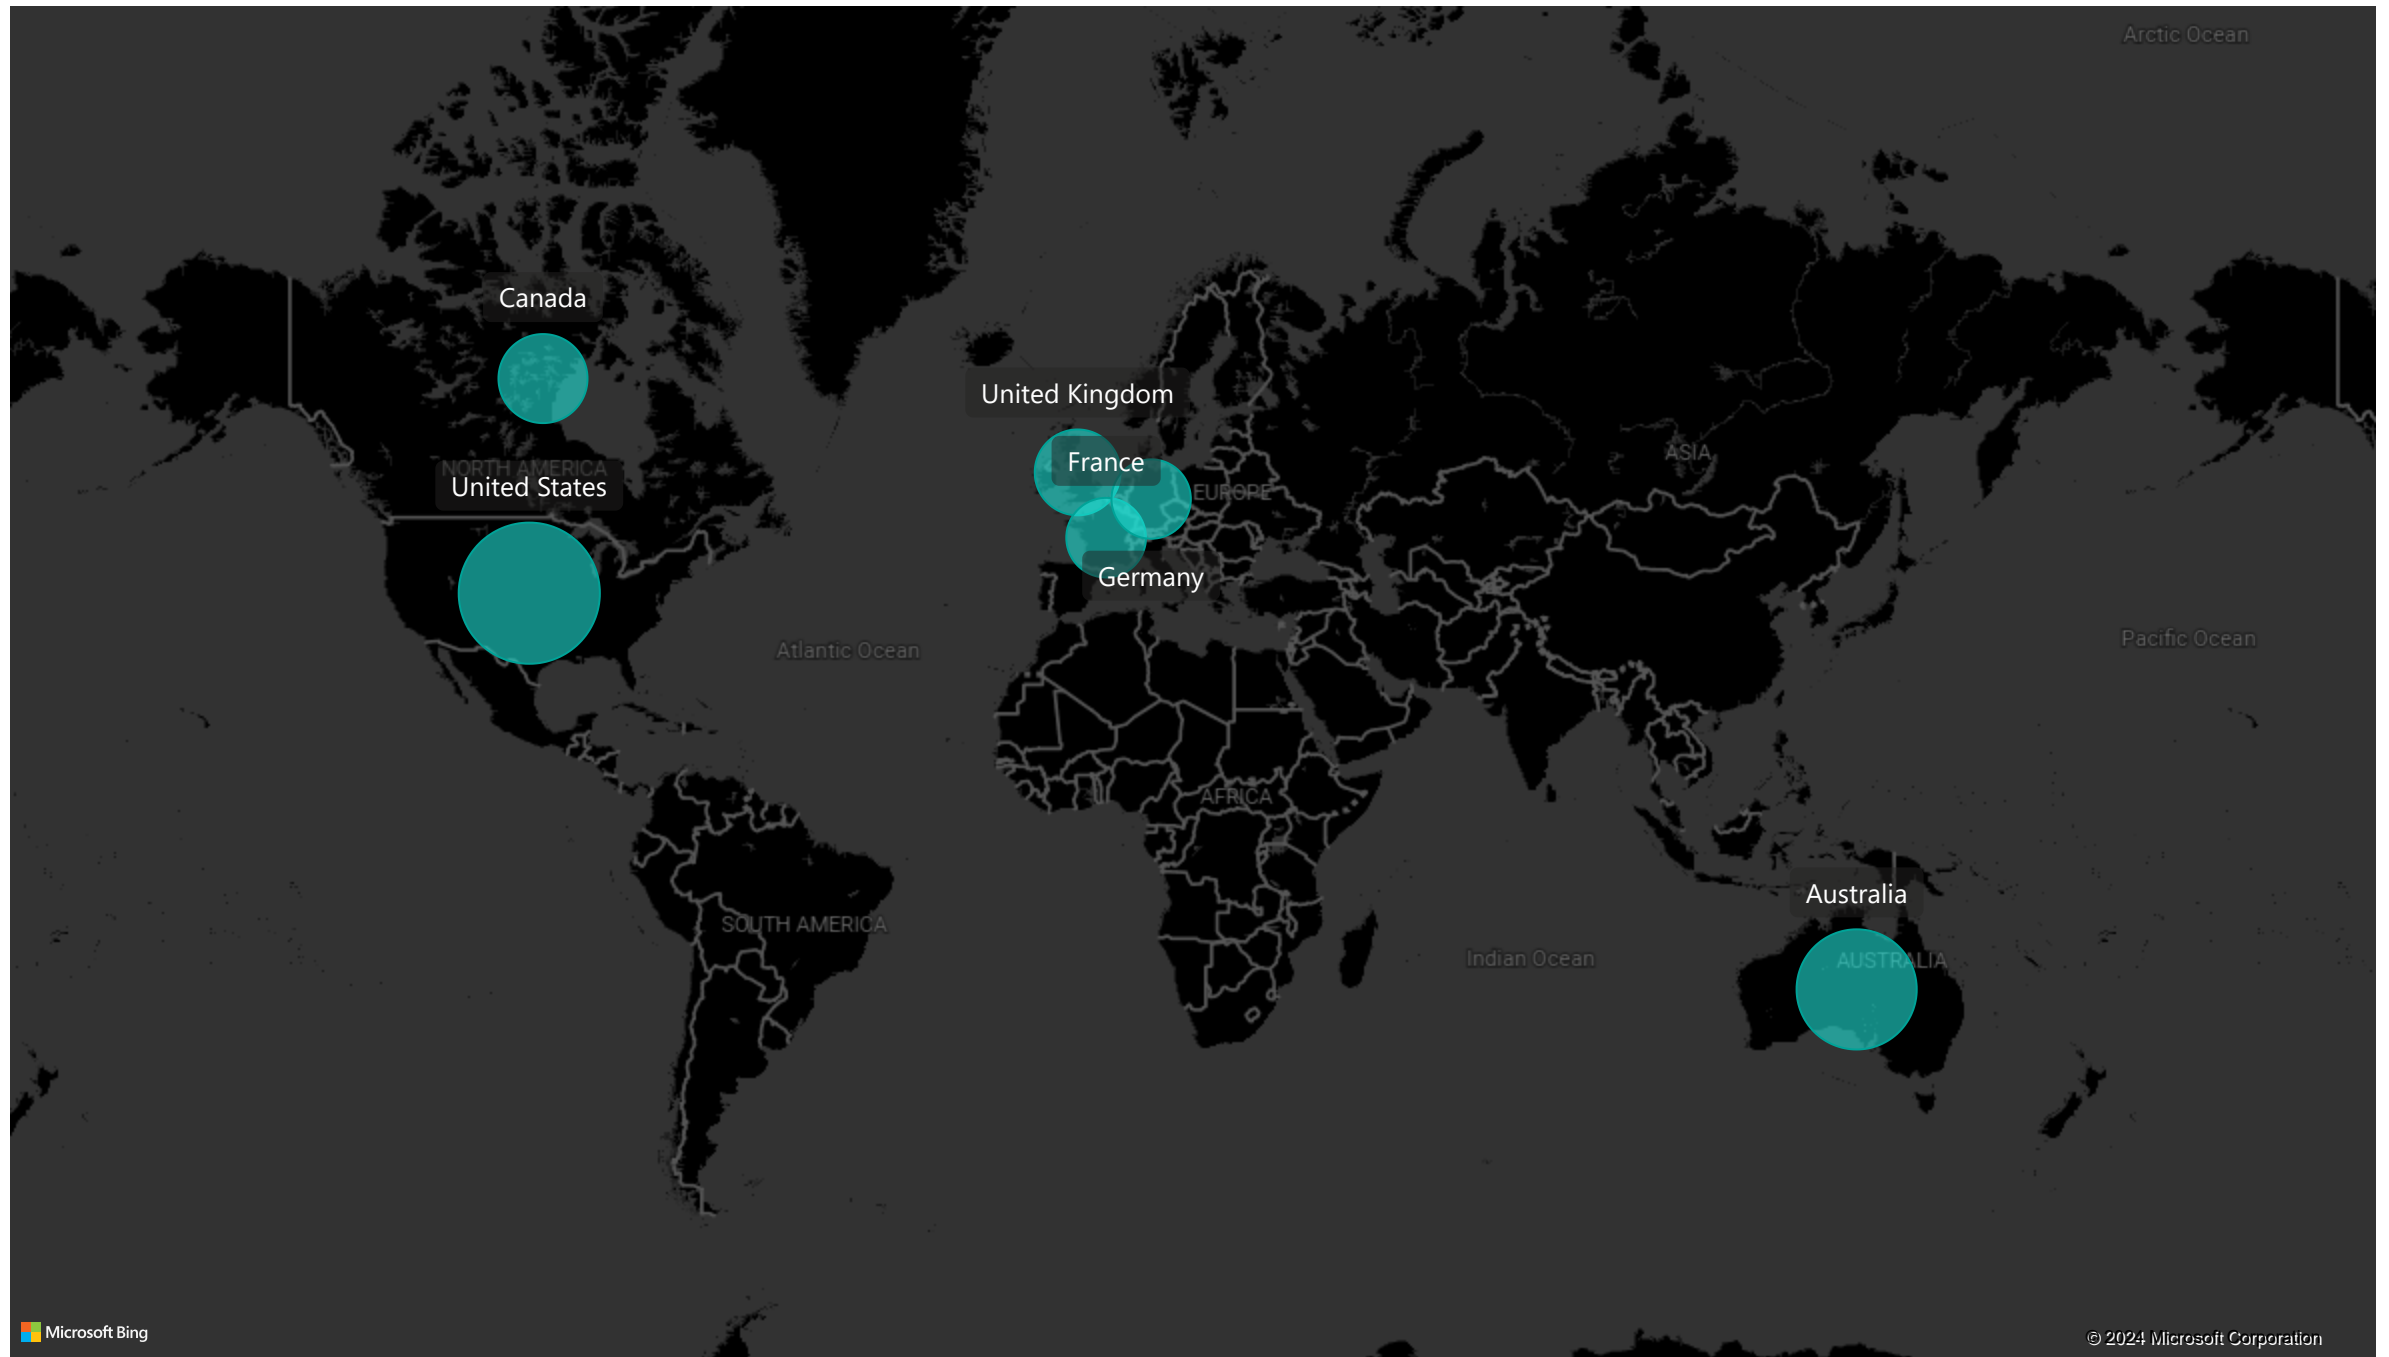 Arctic Ocean
Canada
United Kingdom
ASIA
France
NORTH AMERICA
United States
EUROPE
Germany
Pacific Ocean
Atlantic Ocean
AFRICA
Australia
SOUTH AMERICA
Indian Ocean
AUSTRALIA
Microsoft Bing
© 2024 Microsoft Corporation